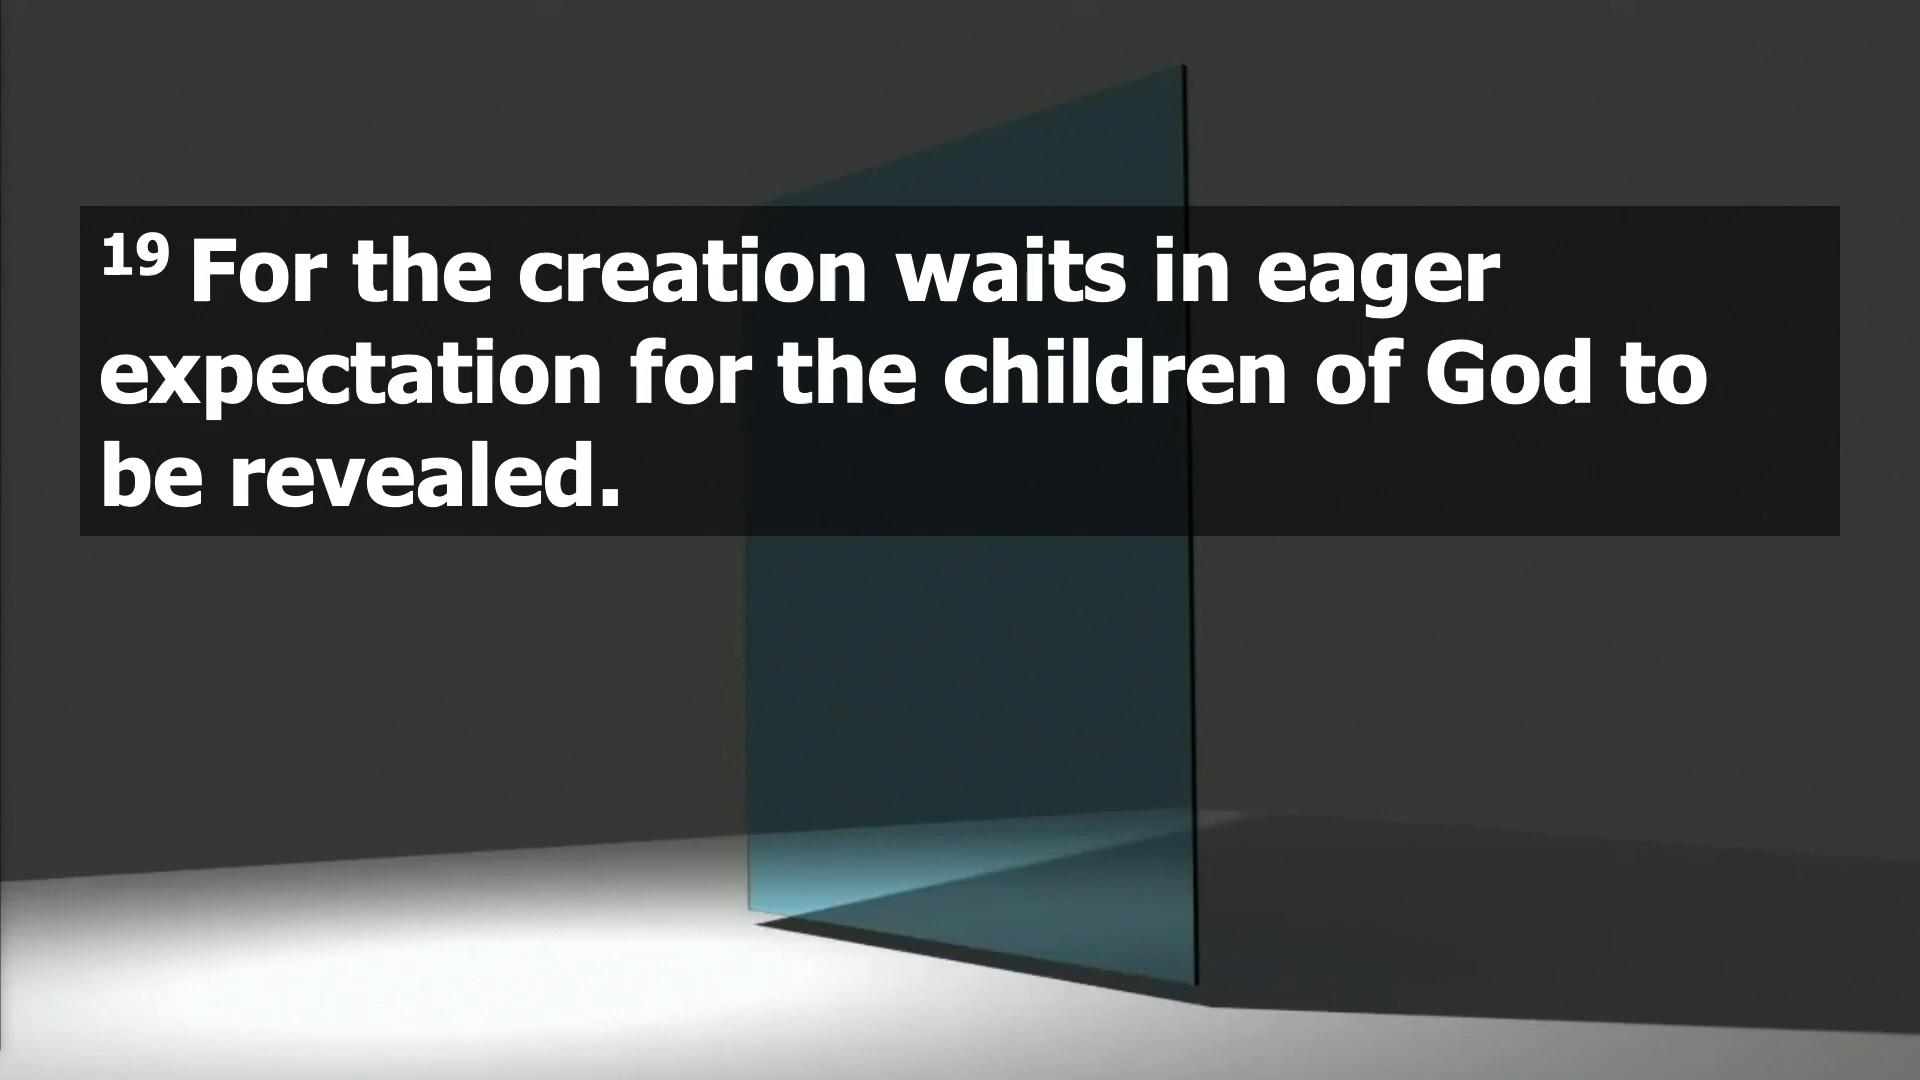 19 For the creation waits in eager
expectation for the children of God to
be revealed.